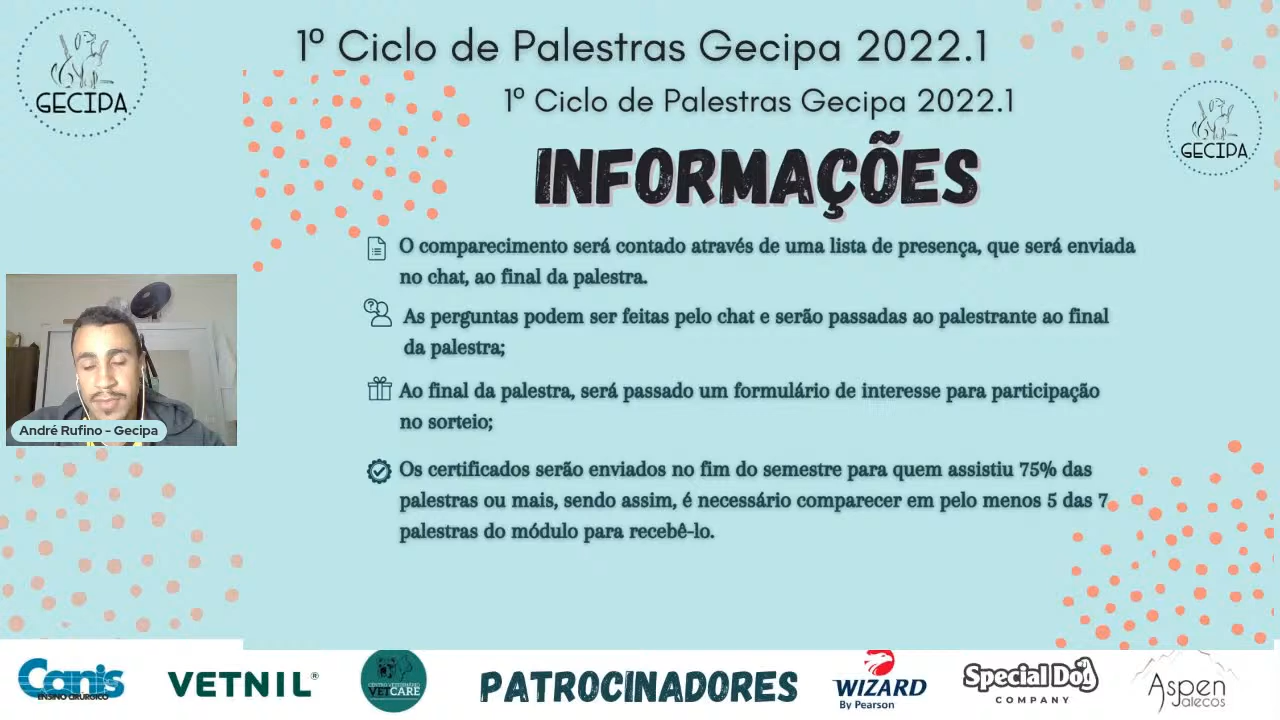 1º Ciclo de Palestras Gecipa 2022.1
GECIPA
1º Ciclo de Palestras Gecipa 2022.1
GECIPA
INFORMAÇÕES
O comparecimento será contado através de uma lista de presença, que será enviada
no chat, ao final da palestra.
As perguntas podem ser feitas pelo chat e serão passadas ao palestrante ao final
da palestra;
Ao final da palestra, será passado um formulário de interesse para participação
no sorteio;
Os certificados serão enviados no fim do semestre para quem assistiu 75% das
palestras ou mais, sendo assim, é necessário comparecer em pelo menos 5 das 7
palestras do módulo para recebê-lo.
André Rufino - Gecipa
Canis
ENSINO CIRÚRGICO
VETNIL®
CENTRO VETERINÁRIO
VETCARE
PATROCINADORES
WIZARD
By Pearson
Special Dog
COMPANY
Aspen
Jalecos